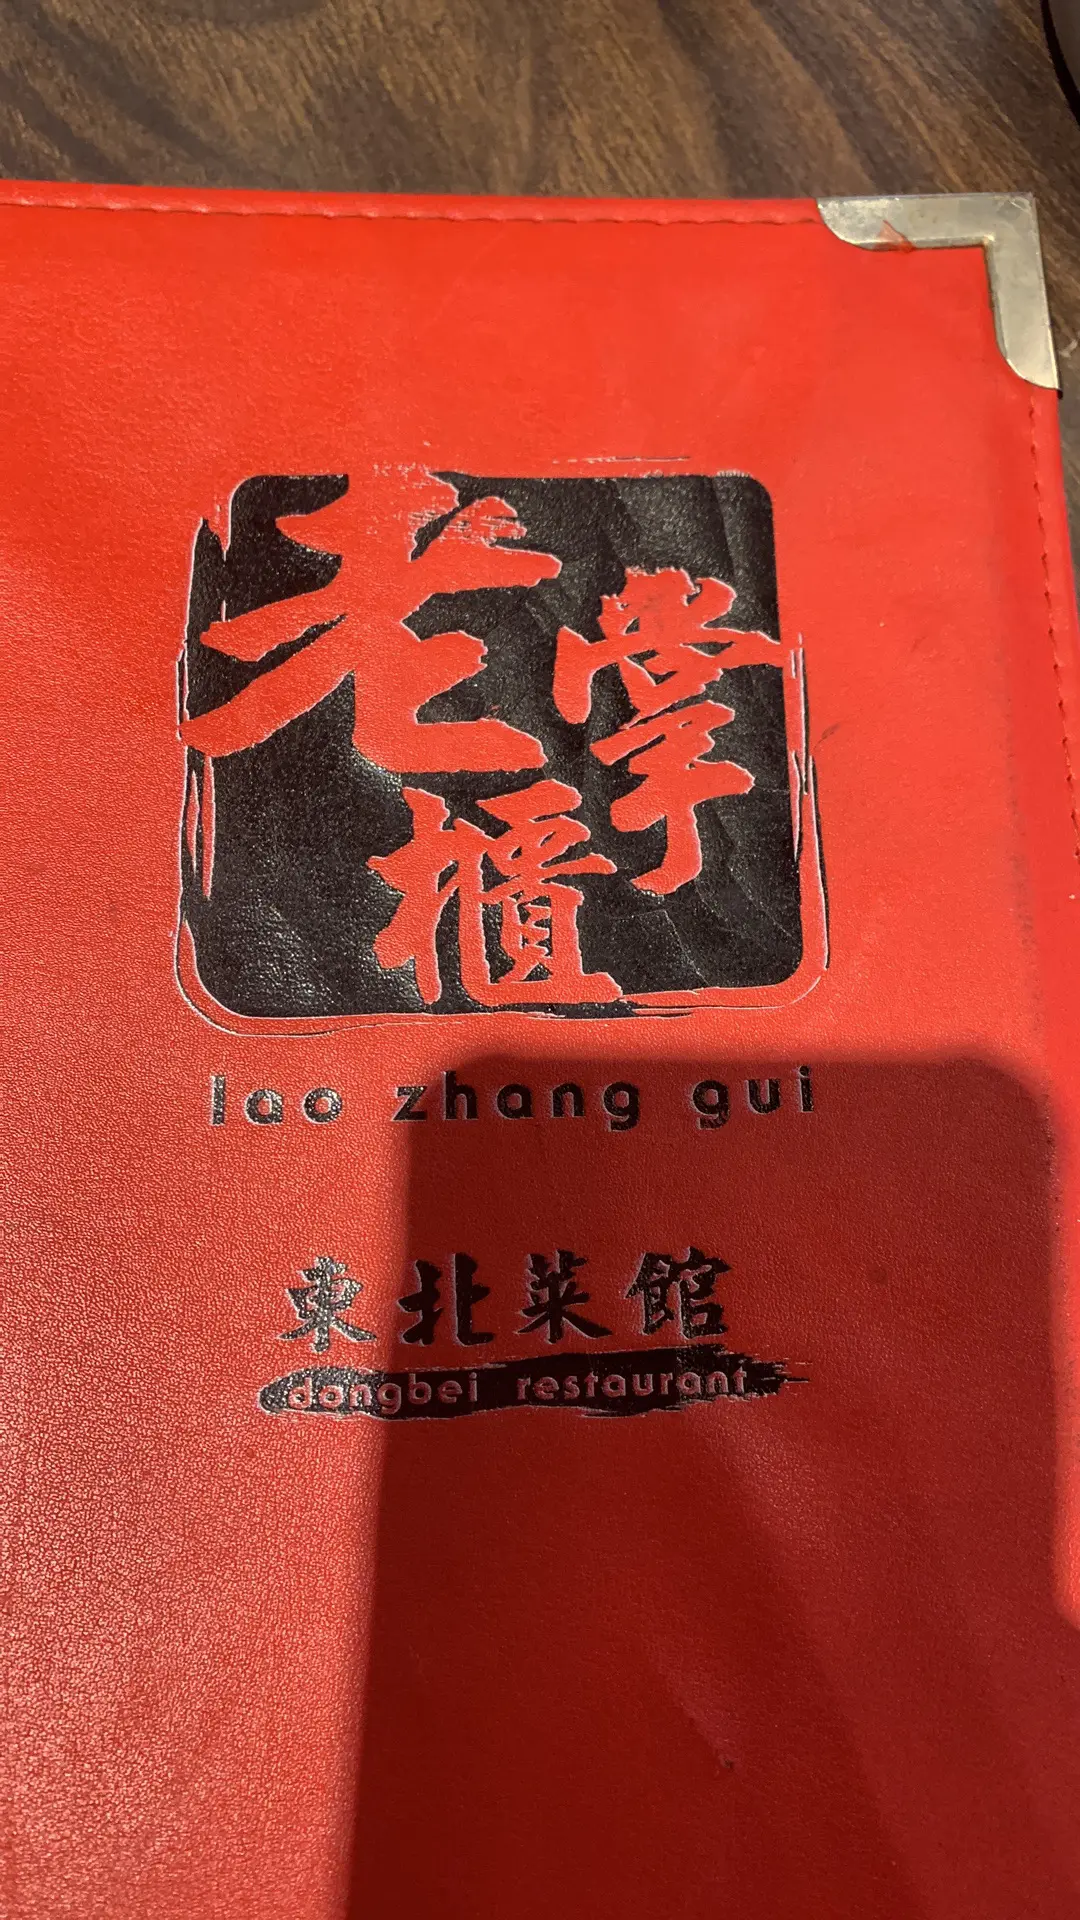 老掌櫃
lao zhang gui
東北菜館
dongbei restaurant